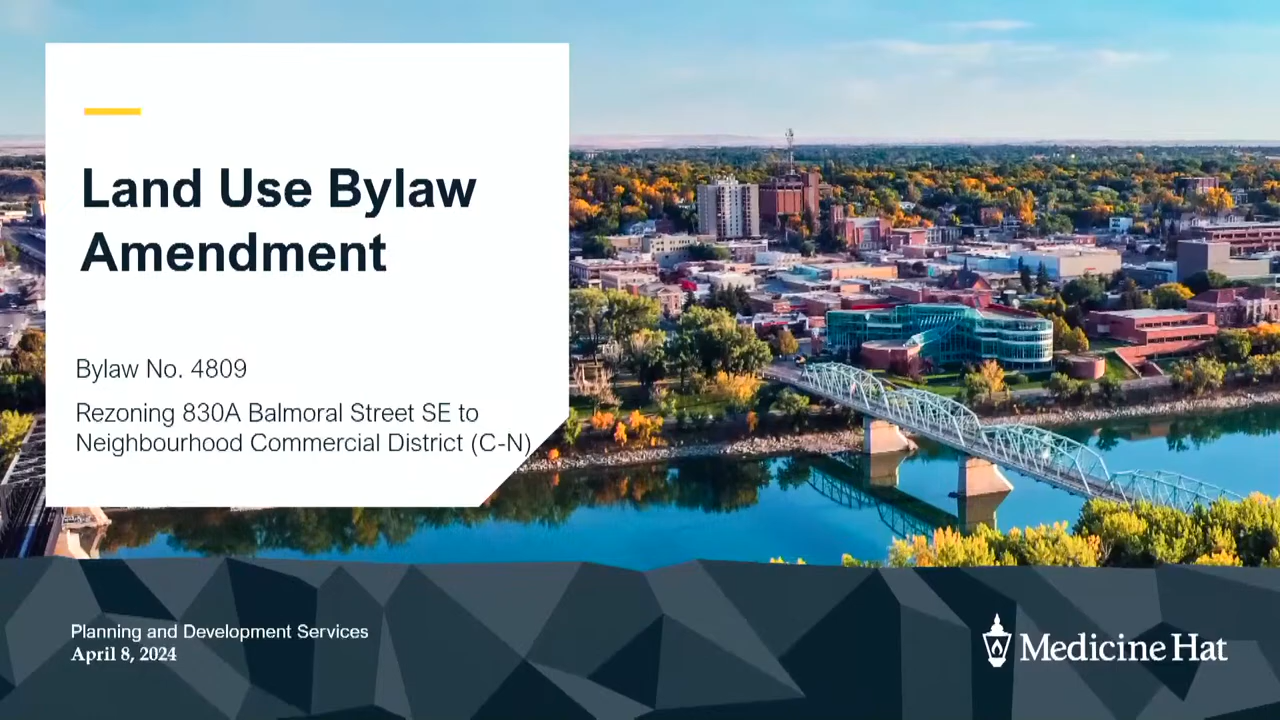 Land Use Bylaw
Amendment
Bylaw No. 4809
Rezoning 830A Balmoral Street SE to
Neighbourhood Commercial District (C-N)
Planning and Development Services
April 8, 2024
Medicine Hat